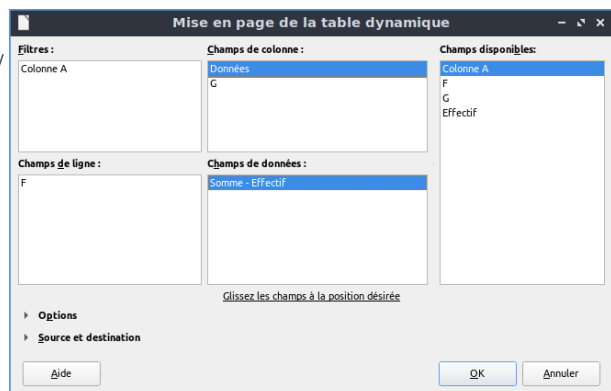 Mise en page de la table dynamique
Filtres :
Colonne A
Champs de colonne :
Données
G
Champs disponibles:
Colonne A
F
G
Effectif
Champs de ligne :
F
Champs de données :
Somme - Effectif
Glissez les champs à la position désirée
Options
Source et destination
Aide
OK
Annuler